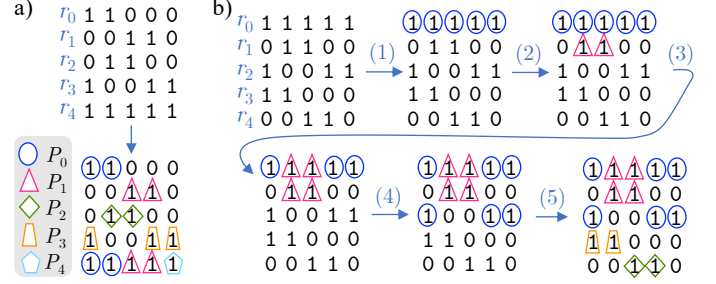 a)
r0 1 1 0 0 0
r1 0 0 1 1 0
r2 0 1 1 0 0
r3 1 0 0 1 1
r4 1 1 1 1 1
P0
P1
P2
P3
P4
1 1 0 0 0
0 0 1 1 0
0 1 1 0 0
1 0 0 1 1
1 1 1 1 1
b)
r0 1 1 1 1 1
r1 0 1 1 0 0
r2 1 0 0 1 1
r3 1 1 0 0 0
r4 0 0 1 1 0
(1)
1 1 1 1 1
0 1 1 0 0
1 0 0 1 1
1 1 0 0 0
0 0 1 1 0
(2)
1 1 1 1 1
0 1 1 0 0
1 0 0 1 1
1 1 0 0 0
0 0 1 1 0
(3)
1 1 1 1 1
0 1 1 0 0
1 0 0 1 1
1 1 0 0 0
0 0 1 1 0
(4)
1 1 1 1 1
0 1 1 0 0
1 0 0 1 1
1 1 0 0 0
0 0 1 1 0
(5)
1 1 1 1 1
0 1 1 0 0
1 0 0 1 1
1 1 0 0 0
0 0 1 1 0